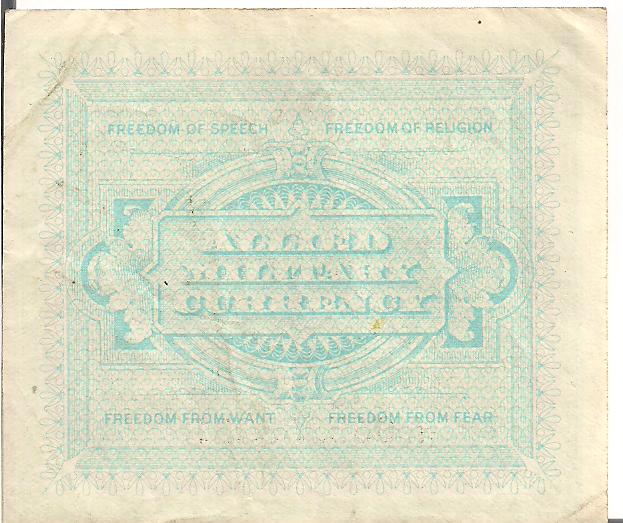 FREEDOM OF SPEECH FREEDOM OF RELIGION
ALLIED
MILITARY
CURRENCY
FREEDOM FROM WANT FREEDOM FROM FEAR